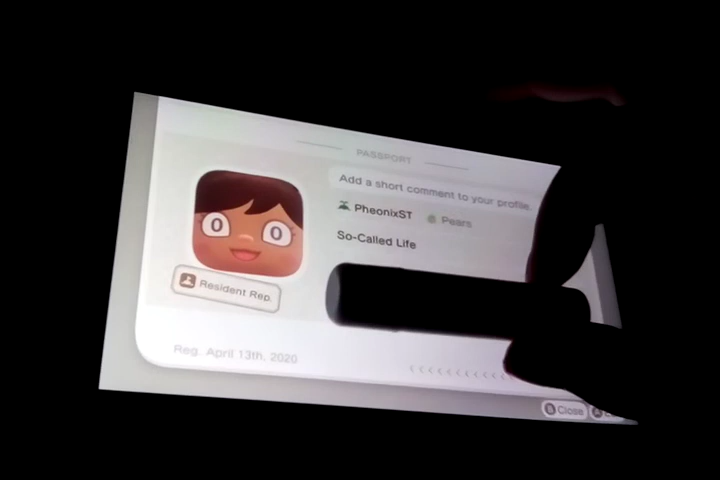 PASSPORT
Add a short comment to your profile.
PheonixST Pears
So-Called Life
Resident Rep.
Reg. April 13th, 2020
Close